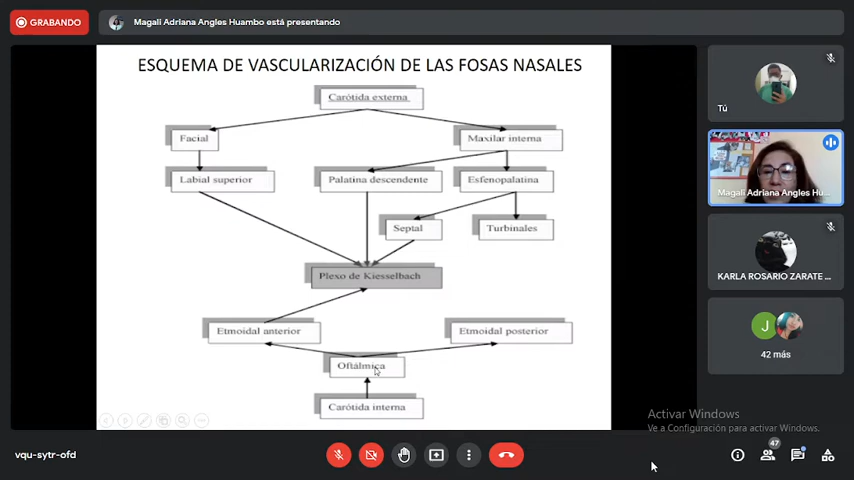 GRABANDO
Magali Adriana Angles Huambo está presentando
ESQUEMA DE VASCULARIZACIÓN DE LAS FOSAS NASALES
Carótida externa
Facial
Maxilar interna
Labial superior
Palatina descendente
Esfenopalatina
Septal
Turbinales
Plexo de Kiesselbach
Etmoidal anterior
Etmoidal posterior
Oftálmica
Carótida interna
Tú
Magali Adriana Angles Hu...
KARLA ROSARIO ZARATE ...
J
42 más
Activar Windows
Ve a Configuración para activar Windows.
vqu-sytr-ofd
47